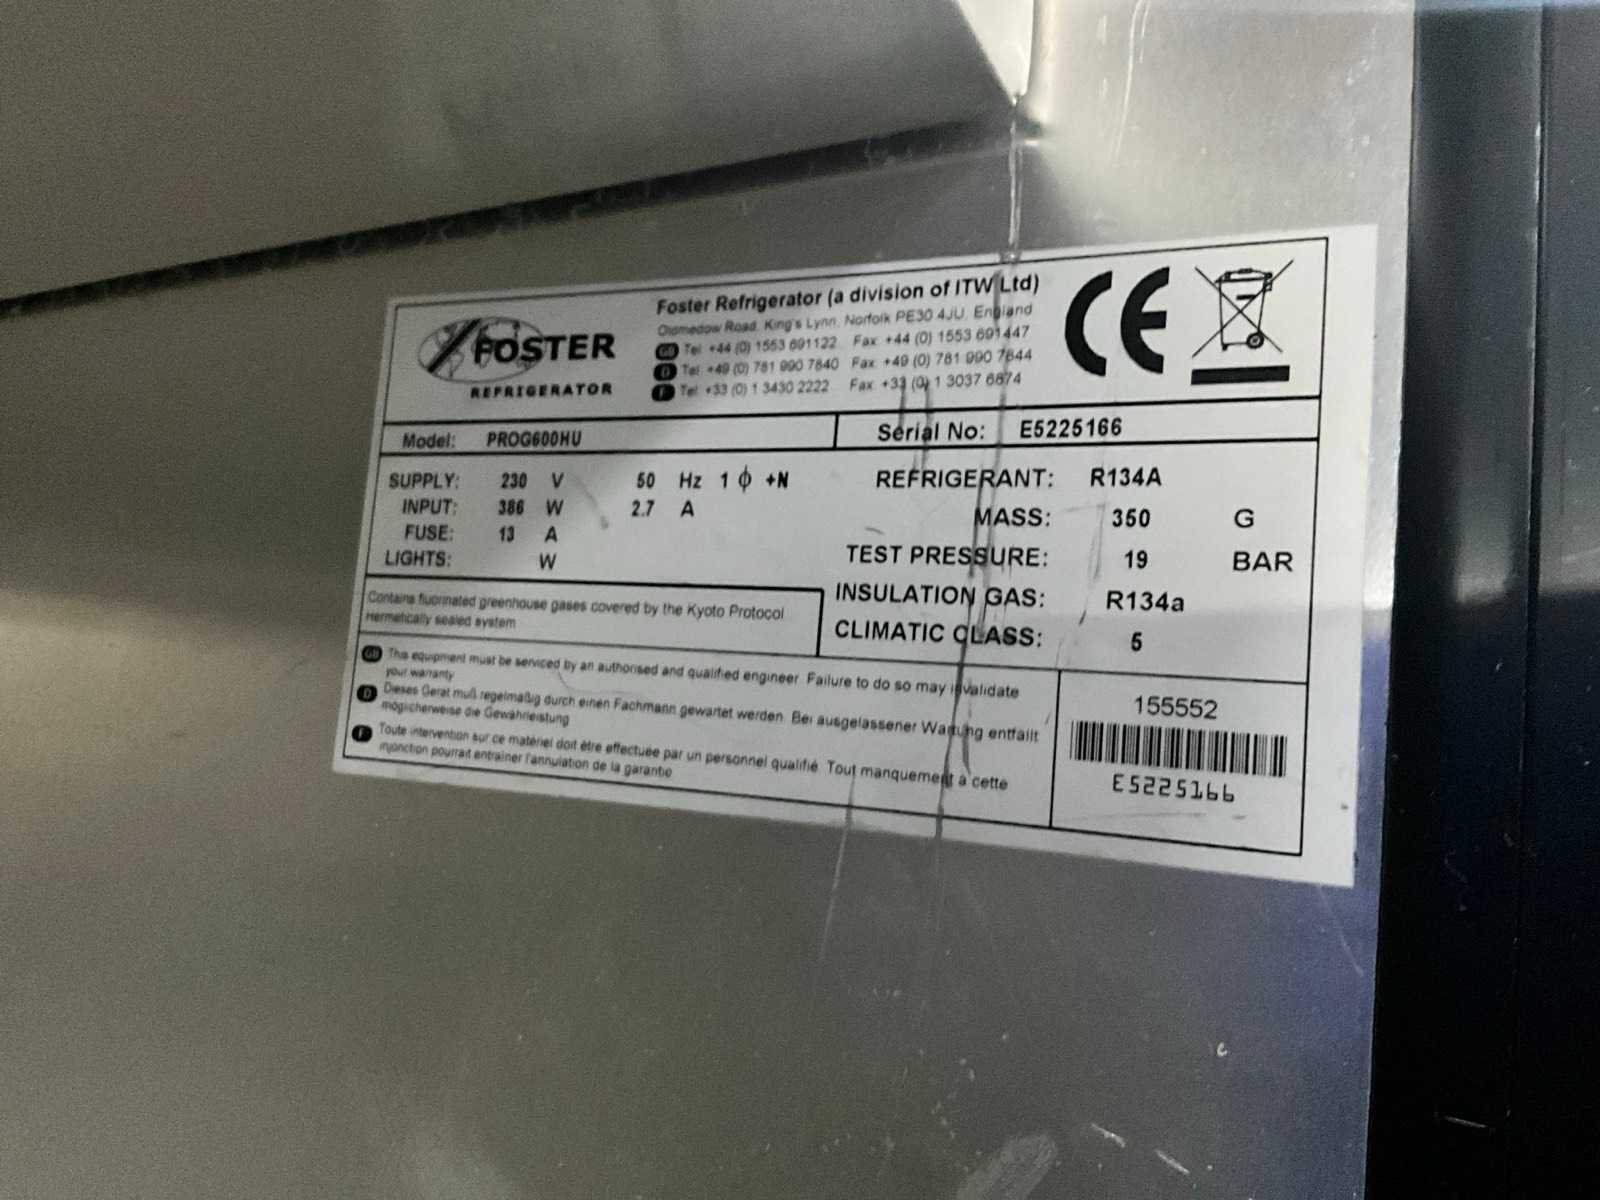 FOSTER
REFRIGERATOR
Foster Refrigerator (a division of ITW Ltd)
Oldmedow Road, King's Lynn, Norfolk PE30 4JU, England
GB Tel: +44 (0) 1553 691122 Fax: +44 (0) 1553 691447
D Tel: +49 (0) 781 990 7840 Fax: +49 (0) 781 990 7844
F Tel: +33 (0) 1 3430 2222 Fax: +33 (0) 1 3037 6874
CE
Model: PROG600HU
Serial No: E5225166
SUPPLY: 230 V 50 Hz 1 ϕ +N
INPUT: 386 W 2.7 A
FUSE: 13 A
LIGHTS: W
REFRIGERANT: R134A
MASS: 350 G
TEST PRESSURE: 19 BAR
INSULATION GAS: R134a
CLIMATIC CLASS: 5
Contains fluorinated greenhouse gases covered by the Kyoto Protocol
Hermetically sealed system
GB This equipment must be serviced by an authorised and qualified engineer. Failure to do so may invalidate
your warranty
D Dieses Gerät muß regelmäßig durch einen Fachmann gewartet werden. Bei ausgelassener Wartung entfällt
möglicherweise die Gewährleistung
F Toute intervention sur ce matériel doit être effectuée par un personnel qualifié. Tout manquement à cette
injonction pourrait entraîner l'annulation de la garantie
155552
E5225166